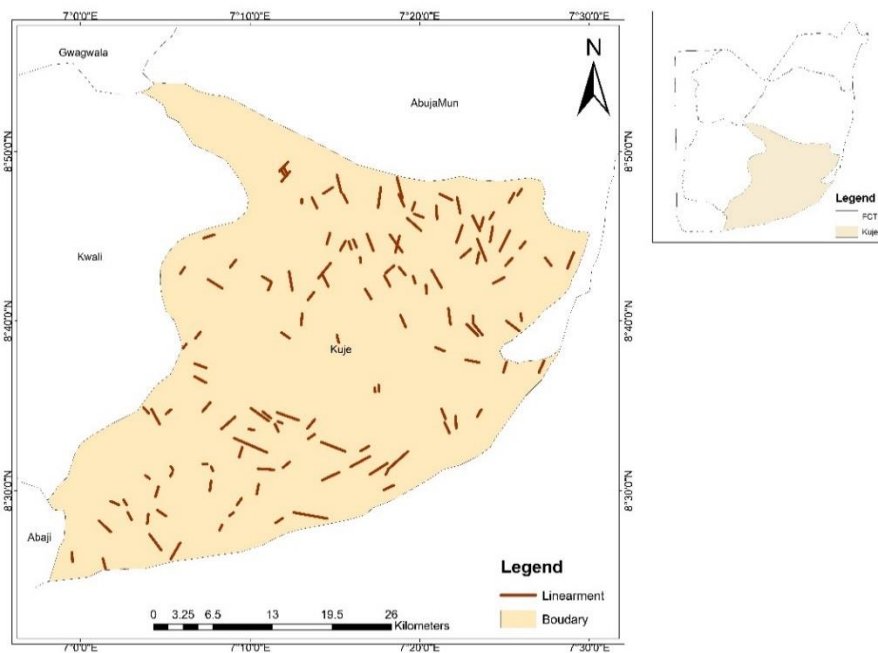 7°0'0"E 7°10'0"E 7°20'0"E 7°30'0"E
Gwagwala
N
AbujaMun
8°50'0"N 8°50'0"N
Kwali
8°40'0"N 8°40'0"N
Kuje
8°30'0"N 8°30'0"N
Abaji
Legend
Linearment
Boudary
0 3.25 6.5 13 19.5 26
Kilometers
7°0'0"E 7°10'0"E 7°20'0"E 7°30'0"E
Legend
FCT
Kuje